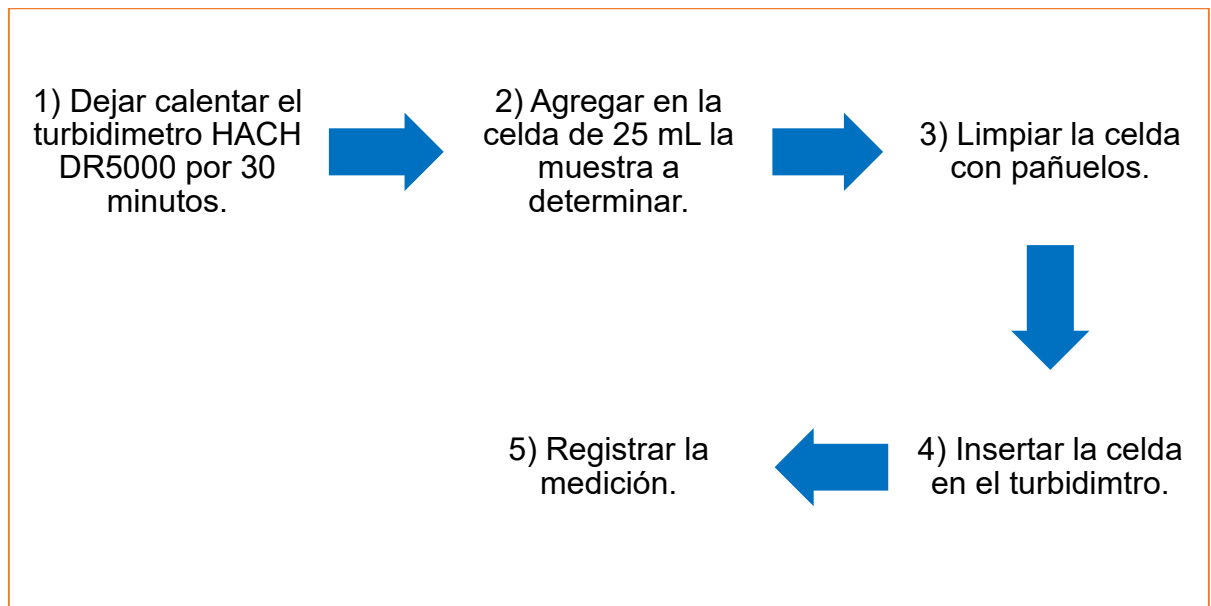 1) Dejar calentar el
turbidimetro HACH
DR5000 por 30
minutos.
2) Agregar en la
celda de 25 mL la
muestra a
determinar.
3) Limpiar la celda
con pañuelos.
4) Insertar la celda
en el turbidimtro.
5) Registrar la
medición.